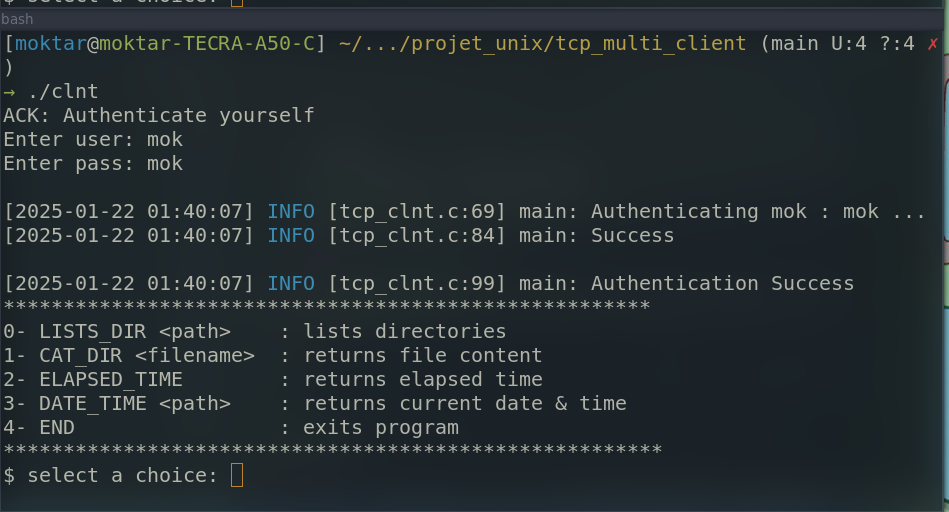 $ select a choice:
bash
[moktar@moktar-TECRA-A50-C] ~/.../projet_unix/tcp_multi_client (main U:4 ?:4 ✗
)
→ ./clnt
ACK: Authenticate yourself
Enter user: mok
Enter pass: mok
[2025-01-22 01:40:07] INFO [tcp_clnt.c:69] main: Authenticating mok : mok ...
[2025-01-22 01:40:07] INFO [tcp_clnt.c:84] main: Success
[2025-01-22 01:40:07] INFO [tcp_clnt.c:99] main: Authentication Success
******************************************************
0- LISTS_DIR <path>    : lists directories
1- CAT_DIR <filename>  : returns file content
2- ELAPSED_TIME        : returns elapsed time
3- DATE_TIME <path>    : returns current date & time
4- END                 : exits program
*******************************************************
$ select a choice: